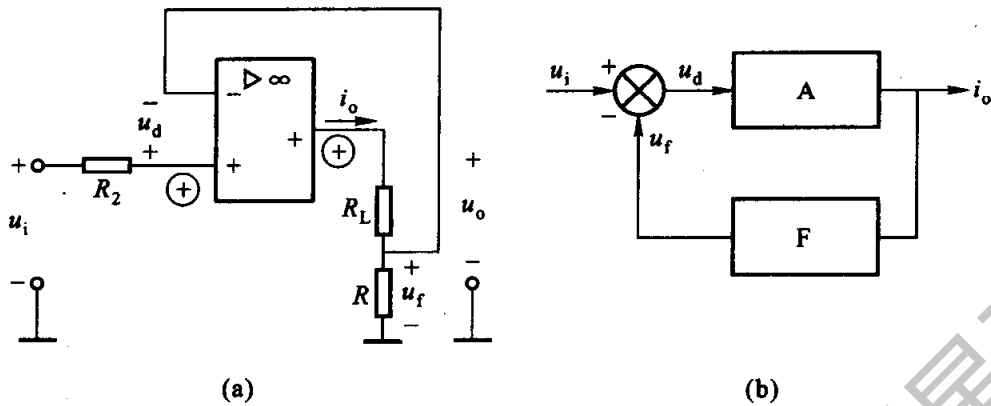 ▷ ∞
−
u_d
−
+
+
+
i_o
⊕
+
R_2
⊕
u_i
−
R_L
+
u_o
−
R
+
u_f
−
(a)
u_i
+
−
u_d
A
i_o
u_f
F
(b)